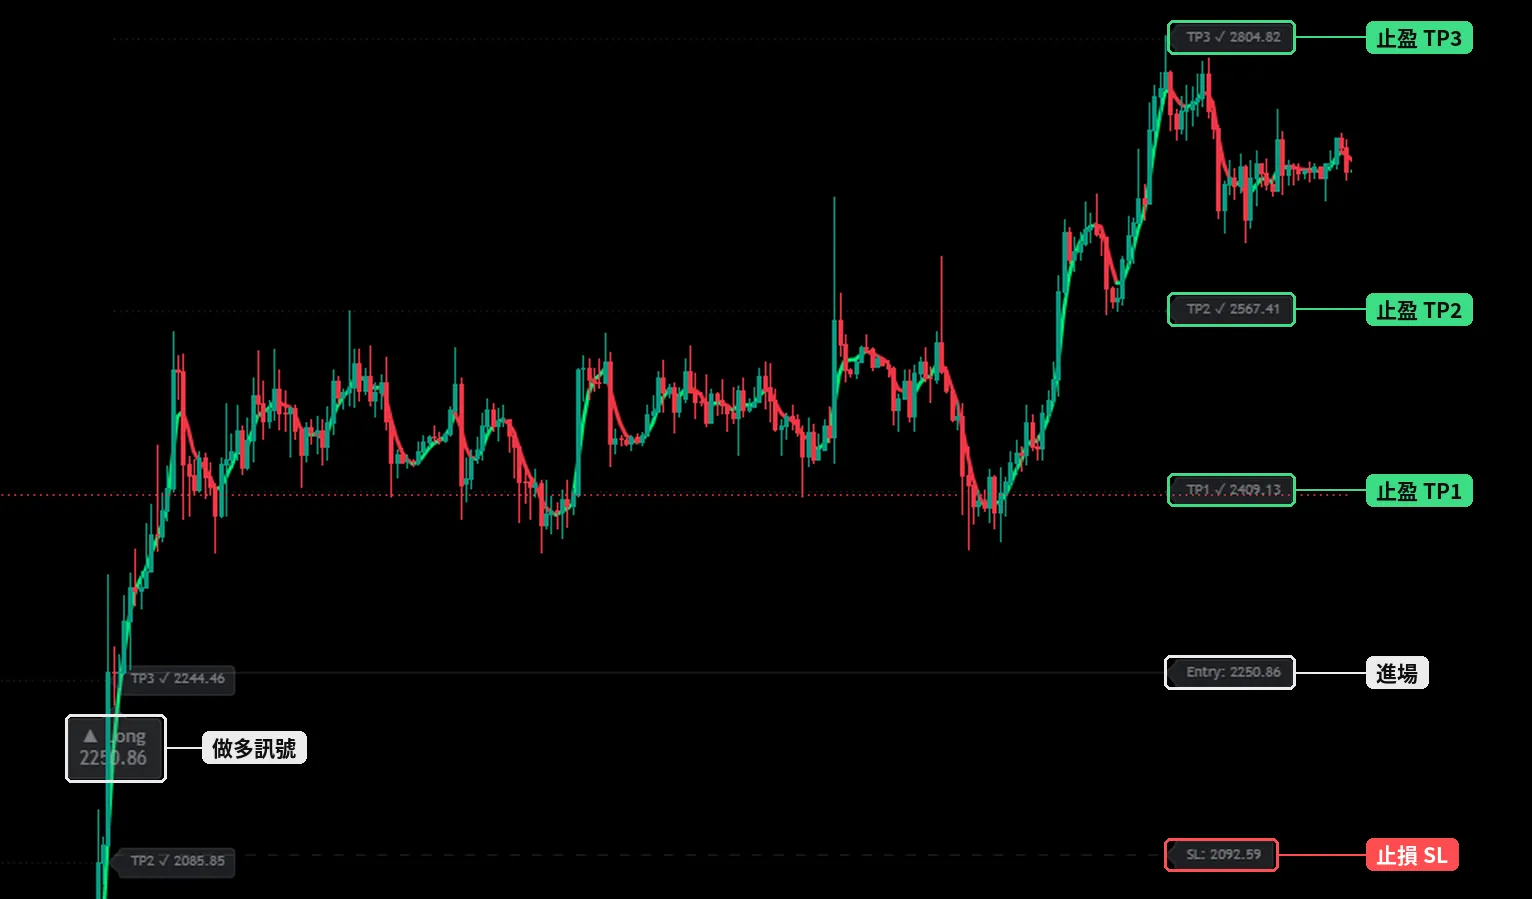 TP3 ✓ 2804.82
止盈 TP3
TP2 ✓ 2567.41
止盈 TP2
TP1 ✓ 2409.13
止盈 TP1
TP3 ✓ 2244.46
Entry: 2250.86
進場
▲ Long
2250.86
做多訊號
TP2 ✓ 2085.85
SL: 2092.59
止損 SL